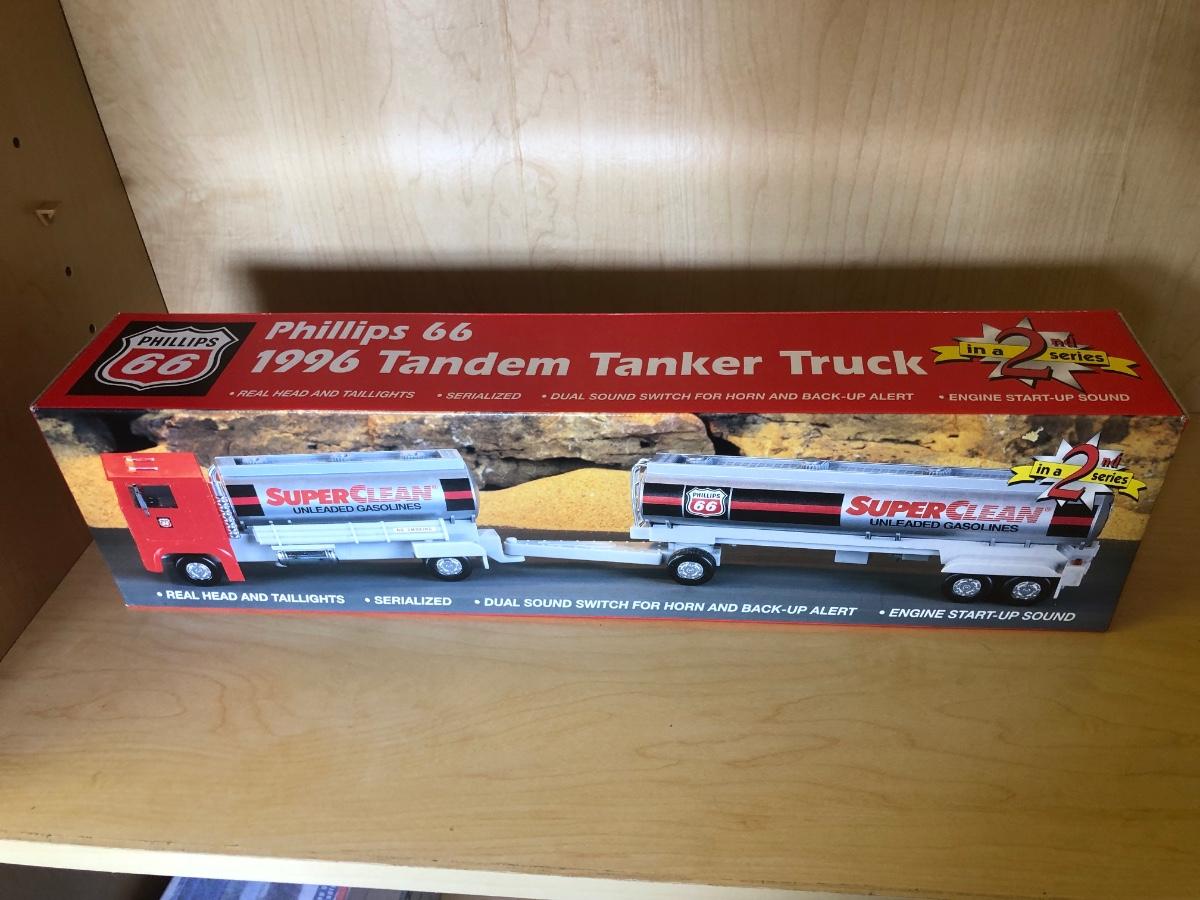 PHILLIPS
66
Phillips 66
1996 Tandem Tanker Truck
in a 2nd series
• REAL HEAD AND TAILLIGHTS • SERIALIZED • DUAL SOUND SWITCH FOR HORN AND BACK-UP ALERT • ENGINE START-UP SOUND
in a 2nd series
SUPERCLEAN®
UNLEADED GASOLINES
PHILLIPS
66
SUPERCLEAN®
UNLEADED GASOLINES
NO SMOKING
• REAL HEAD AND TAILLIGHTS • SERIALIZED • DUAL SOUND SWITCH FOR HORN AND BACK-UP ALERT • ENGINE START-UP SOUND